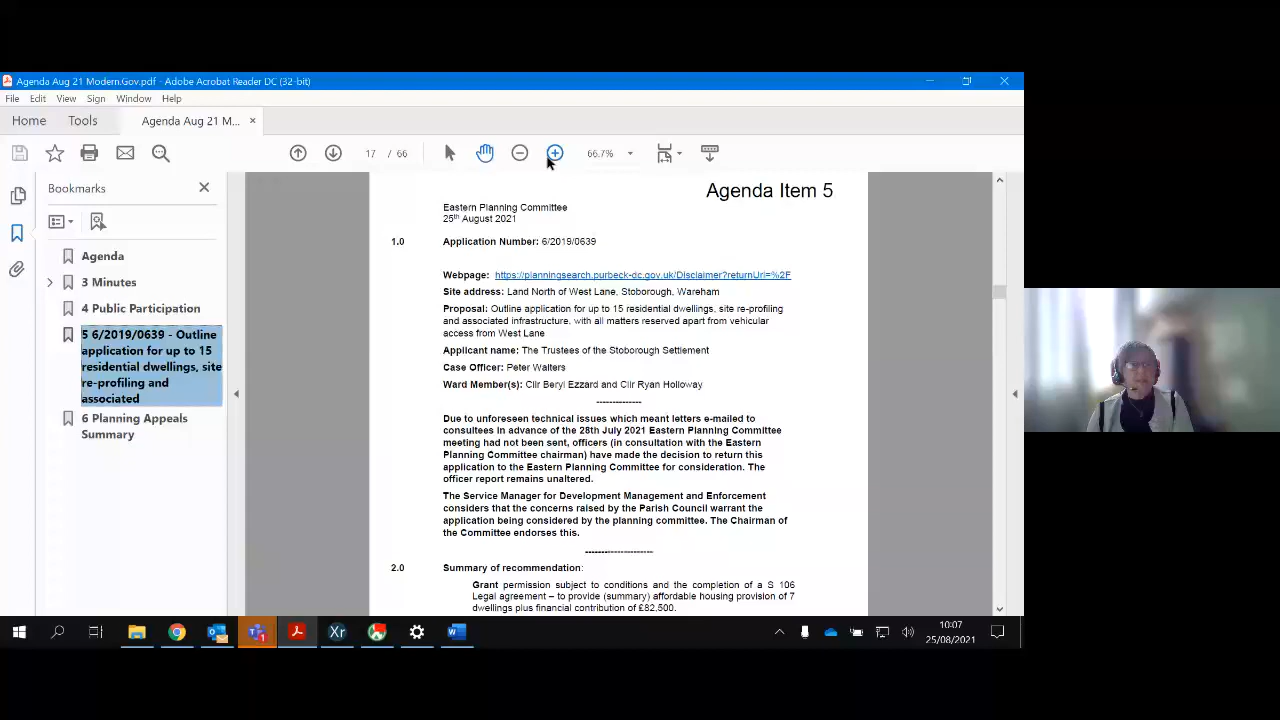 Agenda Aug 21 Modern.Gov.pdf - Adobe Acrobat Reader DC (32-bit)
File Edit View Sign Window Help
Home Tools Agenda Aug 21 M... ×
17 / 66 66.7%
Bookmarks
Agenda
3 Minutes
4 Public Participation
5 6/2019/0639 - Outline
application for up to 15
residential dwellings, site
re-profiling and
associated
6 Planning Appeals
Summary
Agenda Item 5
Eastern Planning Committee
25th August 2021
1.0 Application Number: 6/2019/0639
Webpage: https://planningsearch.purbeck-dc.gov.uk/Disclaimer?returnUrl=%2F
Site address: Land North of West Lane, Stoborough, Wareham
Proposal: Outline application for up to 15 residential dwellings, site re-profiling
and associated infrastructure, with all matters reserved apart from vehicular
access from West Lane
Applicant name: The Trustees of the Stoborough Settlement
Case Officer: Peter Walters
Ward Member(s): Cllr Beryl Ezzard and Cllr Ryan Holloway
--------------
Due to unforeseen technical issues which meant letters e-mailed to
consultees in advance of the 28th July 2021 Eastern Planning Committee
meeting had not been sent, officers (in consultation with the Eastern
Planning Committee chairman) have made the decision to return this
application to the Eastern Planning Committee for consideration. The
officer report remains unaltered.
The Service Manager for Development Management and Enforcement
considers that the concerns raised by the Parish Council warrant the
application being considered by the planning committee. The Chairman of
the Committee endorses this.
---------------------
2.0 Summary of recommendation:
Grant permission subject to conditions and the completion of a S 106
Legal agreement – to provide (summary) affordable housing provision of 7
dwellings plus financial contribution of £82,500.
Xr
10:07
25/08/2021